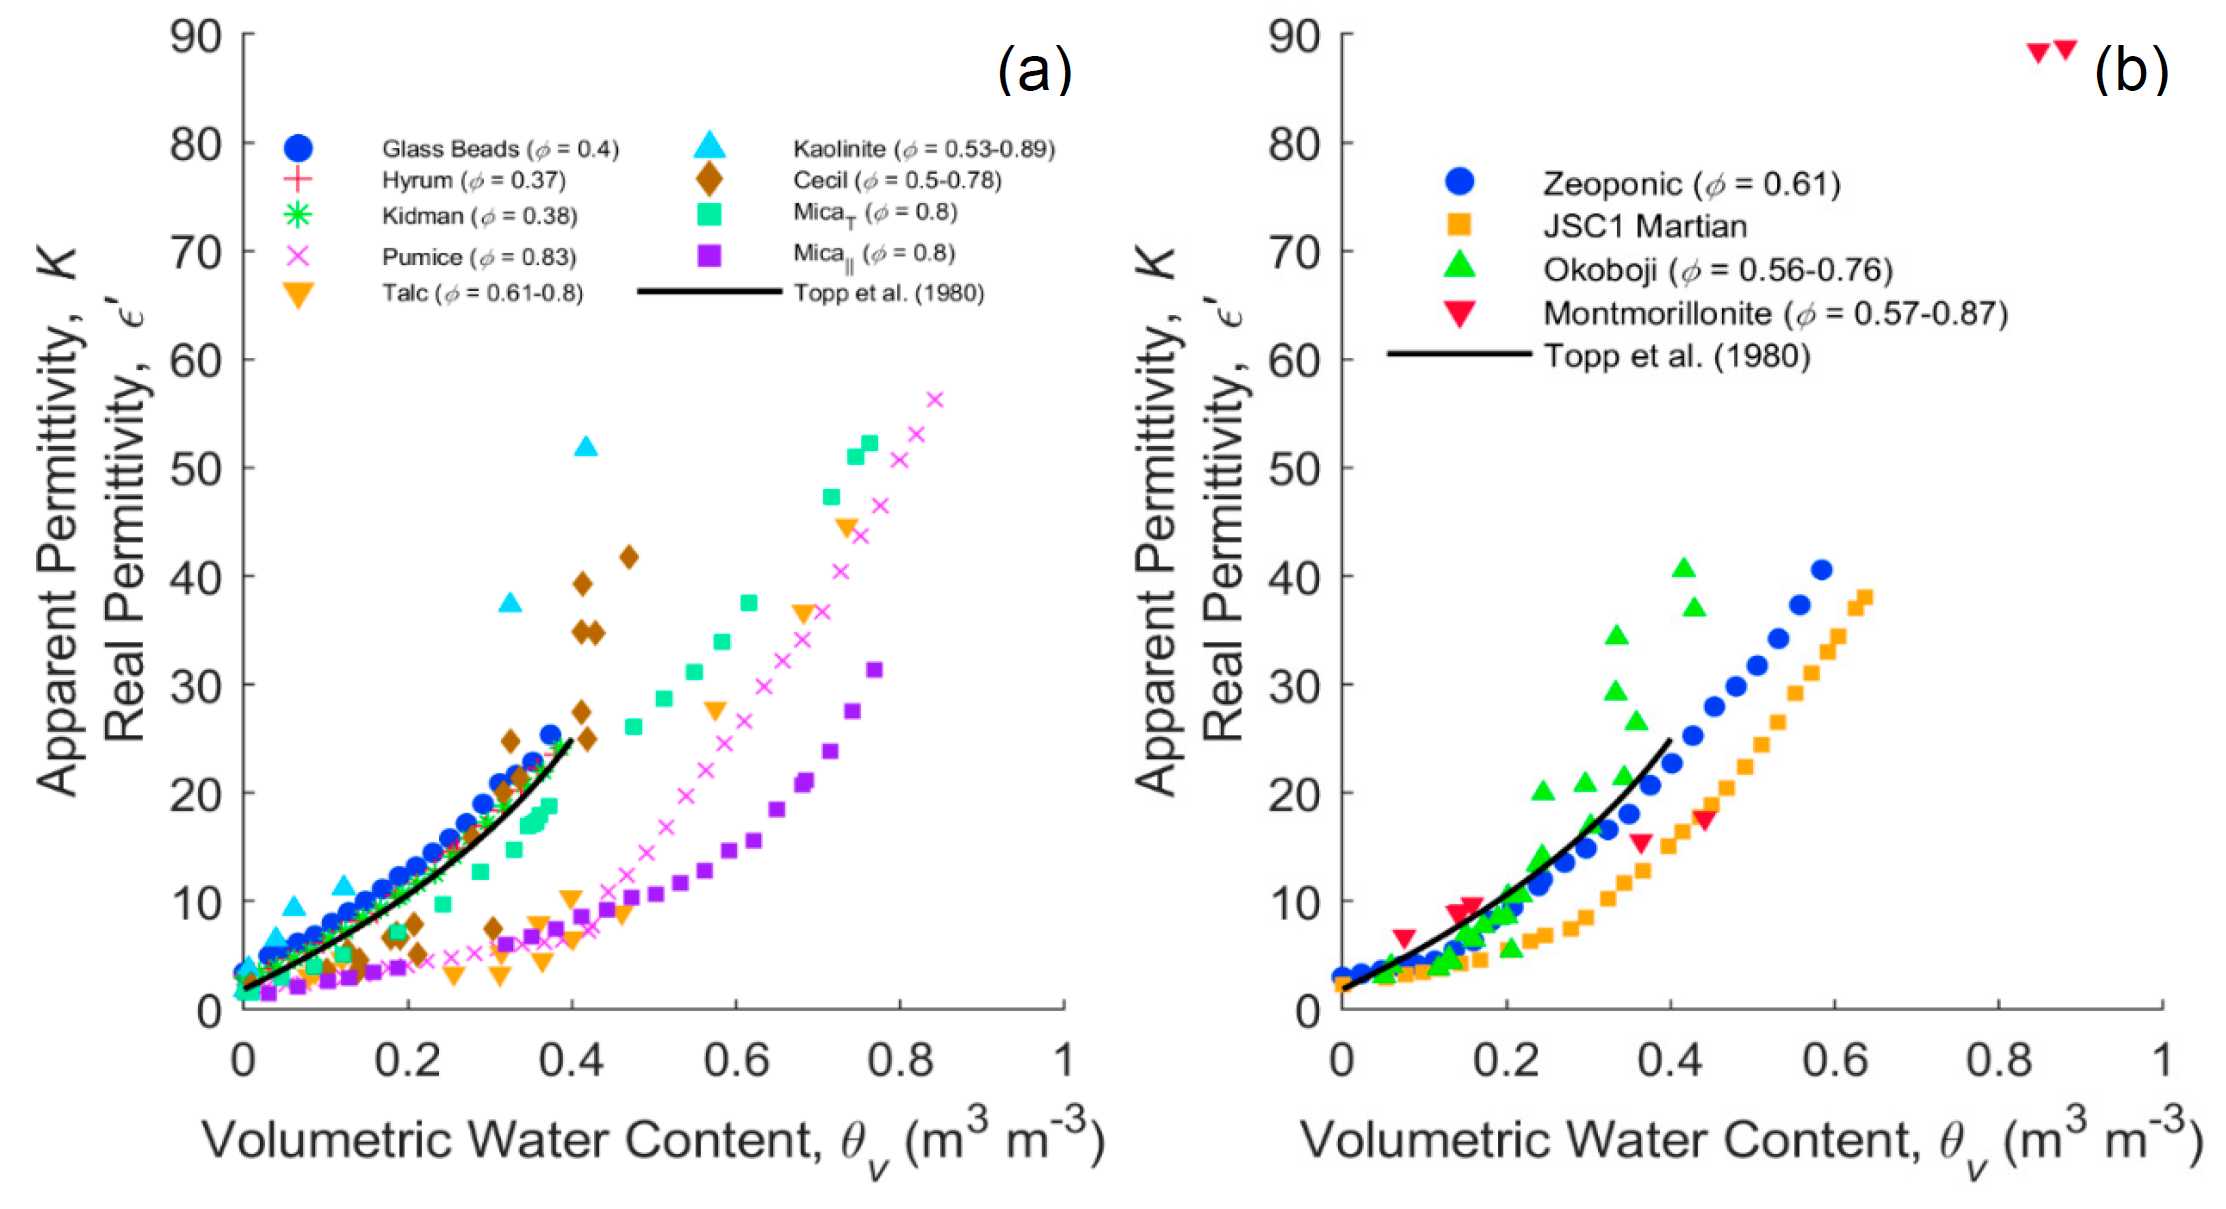 (a)
90
80
70
60
50
40
30
20
10
0
0 0.2 0.4 0.6 0.8 1
Apparent Permittivity, K
Real Permittivity, ϵ′
Volumetric Water Content, θv (m3 m-3)
Glass Beads (ϕ = 0.4)
Hyrum (ϕ = 0.37)
Kidman (ϕ = 0.38)
Pumice (ϕ = 0.83)
Talc (ϕ = 0.61-0.8)
Kaolinite (ϕ = 0.53-0.89)
Cecil (ϕ = 0.5-0.78)
MicaT (ϕ = 0.8)
Mica|| (ϕ = 0.8)
Topp et al. (1980)
(b)
90
80
70
60
50
40
30
20
10
0
0 0.2 0.4 0.6 0.8 1
Apparent Permittivity, K
Real Permittivity, ϵ′
Volumetric Water Content, θv (m3 m-3)
Zeoponic (ϕ = 0.61)
JSC1 Martian
Okoboji (ϕ = 0.56-0.76)
Montmorillonite (ϕ = 0.57-0.87)
Topp et al. (1980)